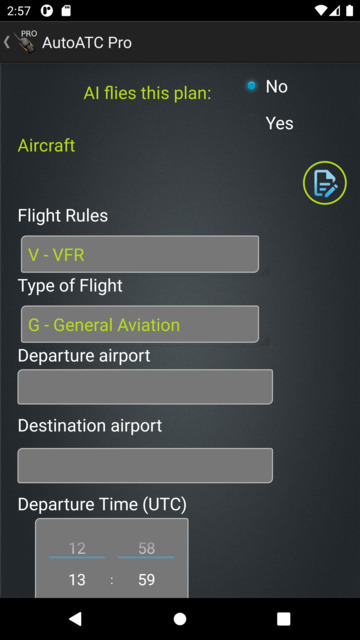 2:57
PRO
AutoATC Pro
AI flies this plan:
No
Yes
Aircraft
Flight Rules
V - VFR
Type of Flight
G - General Aviation
Departure airport
Destination airport
Departure Time (UTC)
12 58
13 : 59